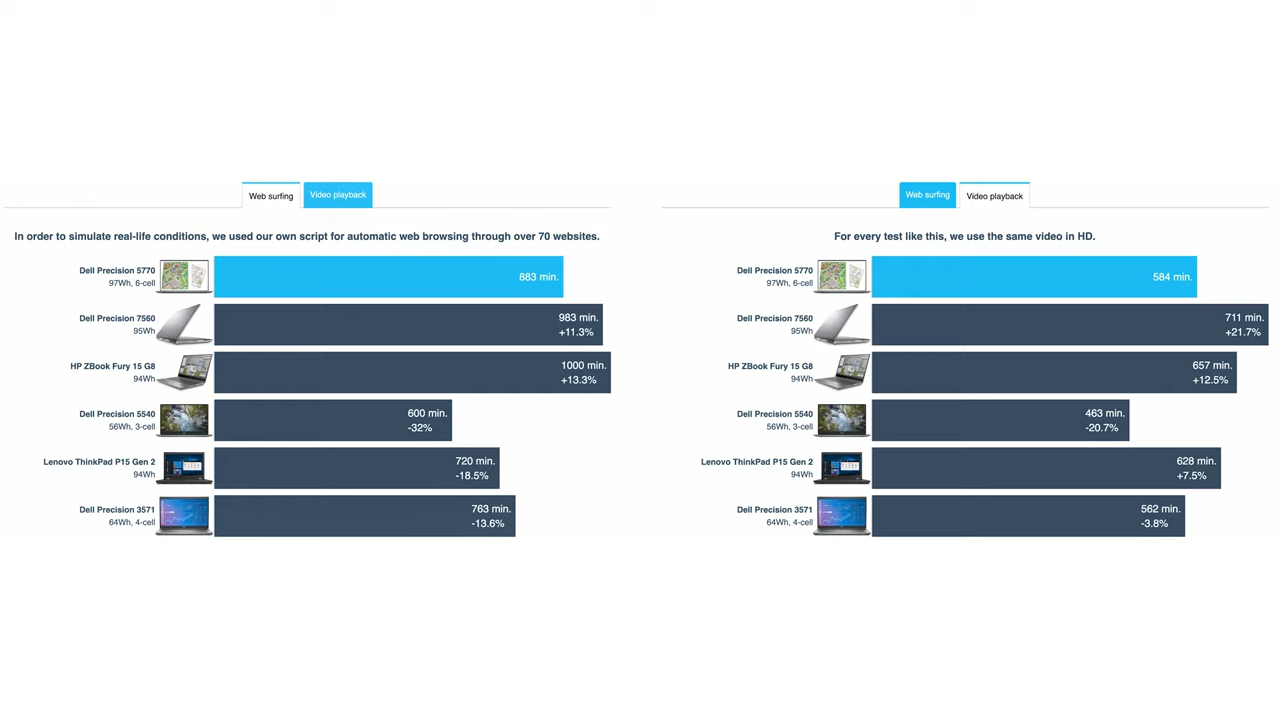 Web surfing
Video playback
In order to simulate real-life conditions, we used our own script for automatic web browsing through over 70 websites.
Dell Precision 5770
97Wh, 6-cell
883 min.
Dell Precision 7560
95Wh
983 min.
+11.3%
HP ZBook Fury 15 G8
94Wh
1000 min.
+13.3%
Dell Precision 5540
56Wh, 3-cell
600 min.
-32%
Lenovo ThinkPad P15 Gen 2
94Wh
720 min.
-18.5%
Dell Precision 3571
64Wh, 4-cell
763 min.
-13.6%
Web surfing
Video playback
For every test like this, we use the same video in HD.
Dell Precision 5770
97Wh, 6-cell
584 min.
Dell Precision 7560
95Wh
711 min.
+21.7%
HP ZBook Fury 15 G8
94Wh
657 min.
+12.5%
Dell Precision 5540
56Wh, 3-cell
463 min.
-20.7%
Lenovo ThinkPad P15 Gen 2
94Wh
628 min.
+7.5%
Dell Precision 3571
64Wh, 4-cell
562 min.
-3.8%